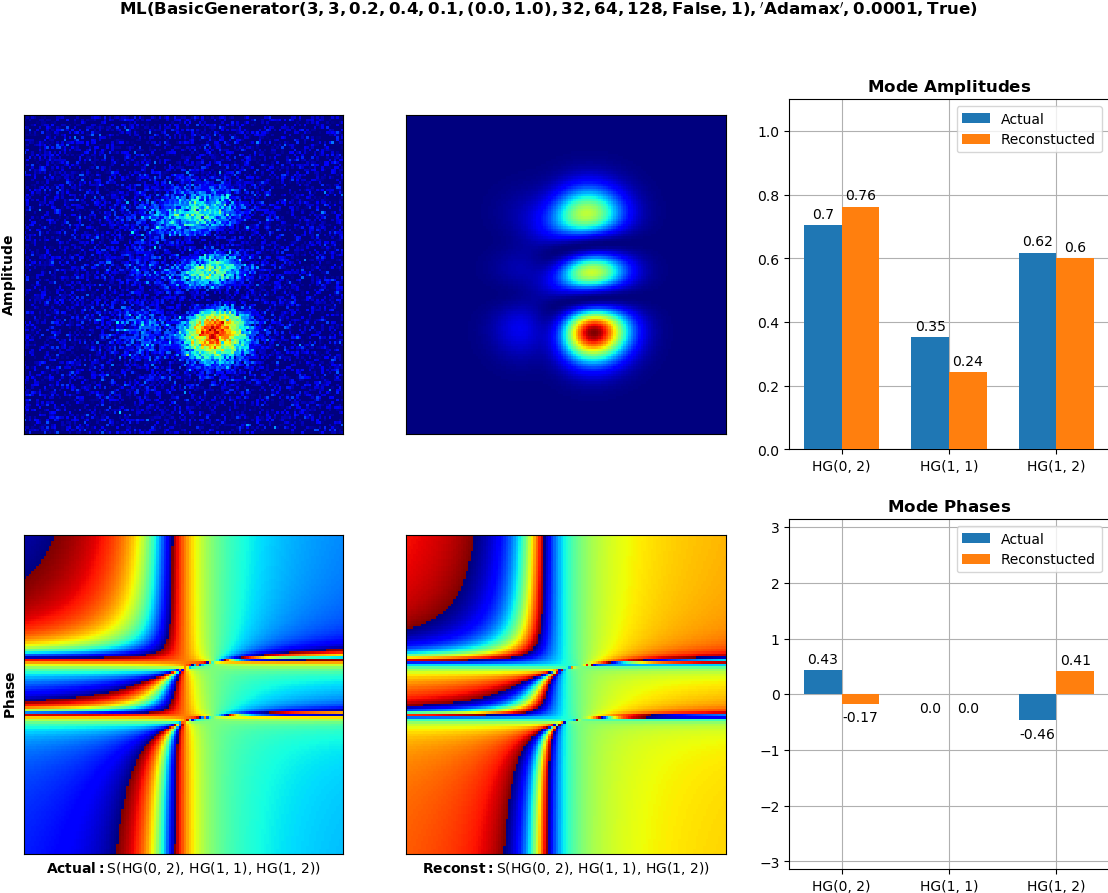 ML(BasicGenerator(3, 3, 0.2, 0.4, 0.1, (0.0, 1.0), 32, 64, 128, False, 1), ′Adamax′, 0.0001, True)
Mode Amplitudes
Amplitude
1.0
0.8
0.6
0.4
0.2
0.0
Actual
Reconstucted
0.7
0.76
0.35
0.24
0.62
0.6
HG(0, 2)
HG(1, 1)
HG(1, 2)
Mode Phases
Phase
3
2
1
0
−1
−2
−3
Actual
Reconstucted
0.43
-0.17
0.0
0.0
-0.46
0.41
Actual: S(HG(0, 2), HG(1, 1), HG(1, 2))
Reconst: S(HG(0, 2), HG(1, 1), HG(1, 2))
HG(0, 2)
HG(1, 1)
HG(1, 2)